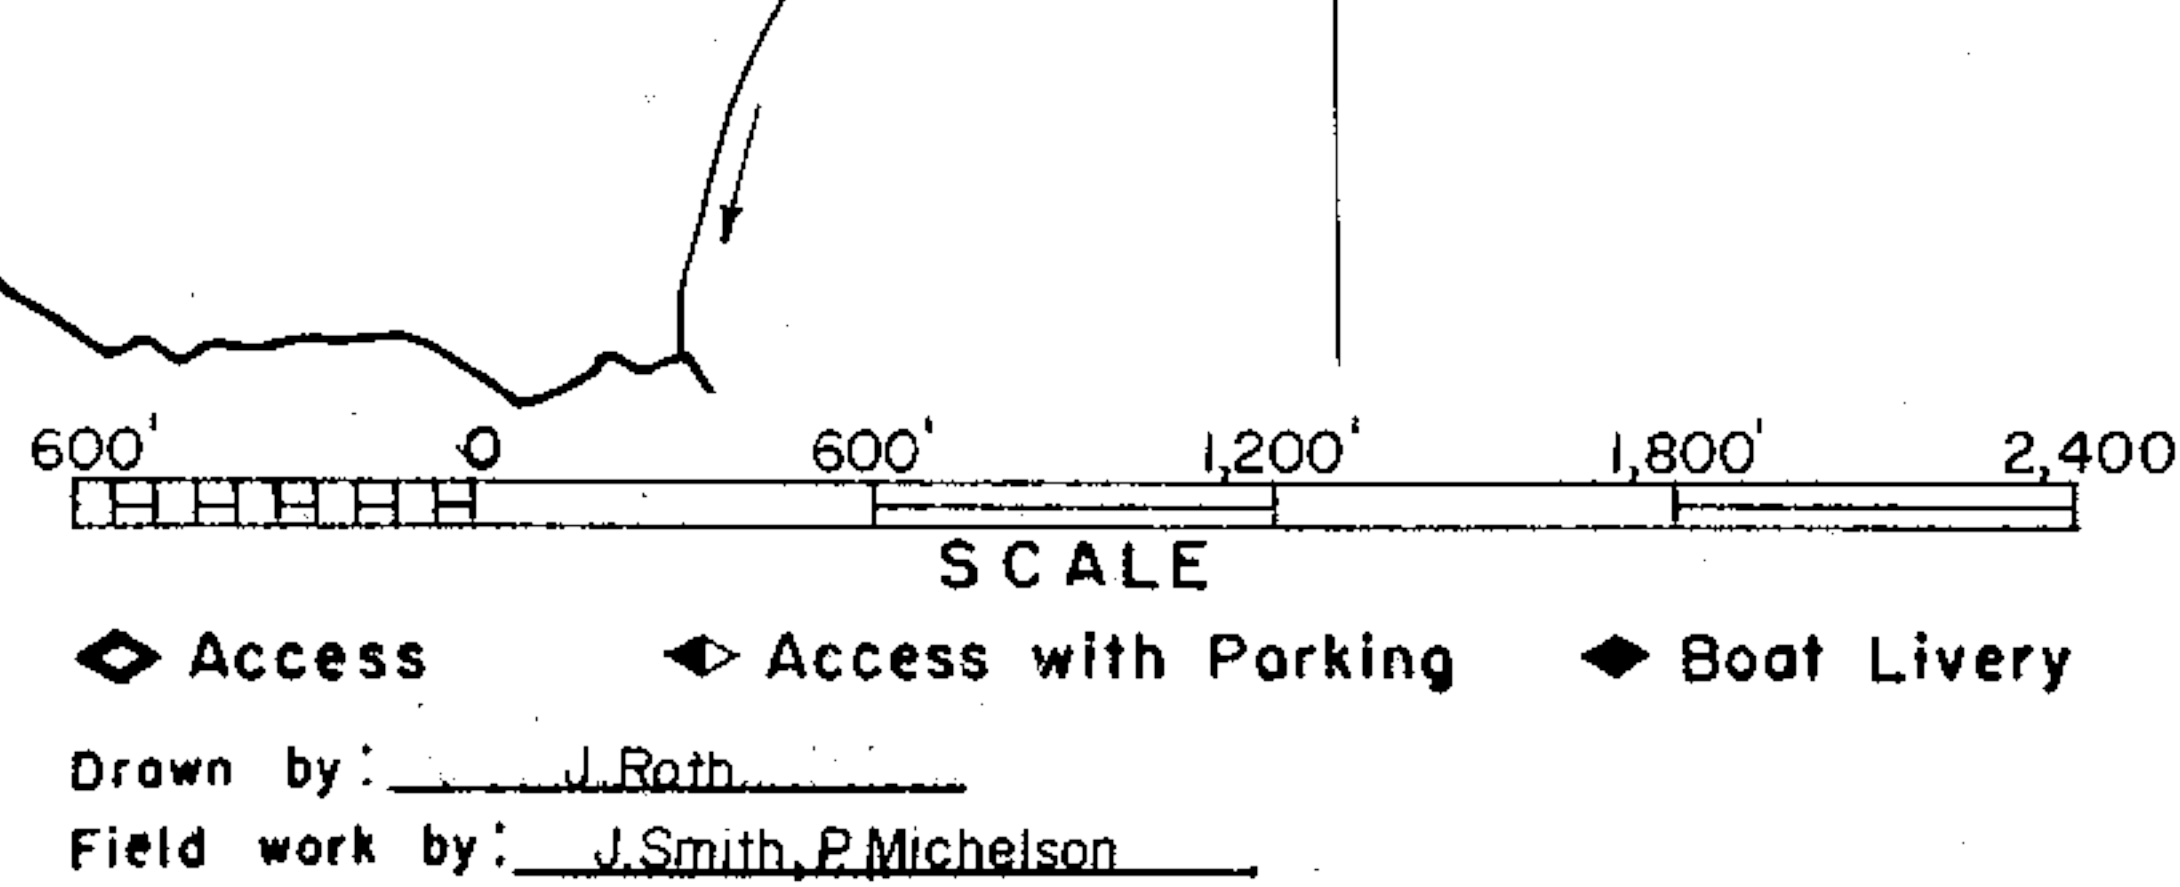 600' 0 600' 1,200' 1,800' 2,400
SCALE
Access Access with Parking Boat Livery
Drawn by: J. Roth
Field work by: J. Smith, P. Michelson